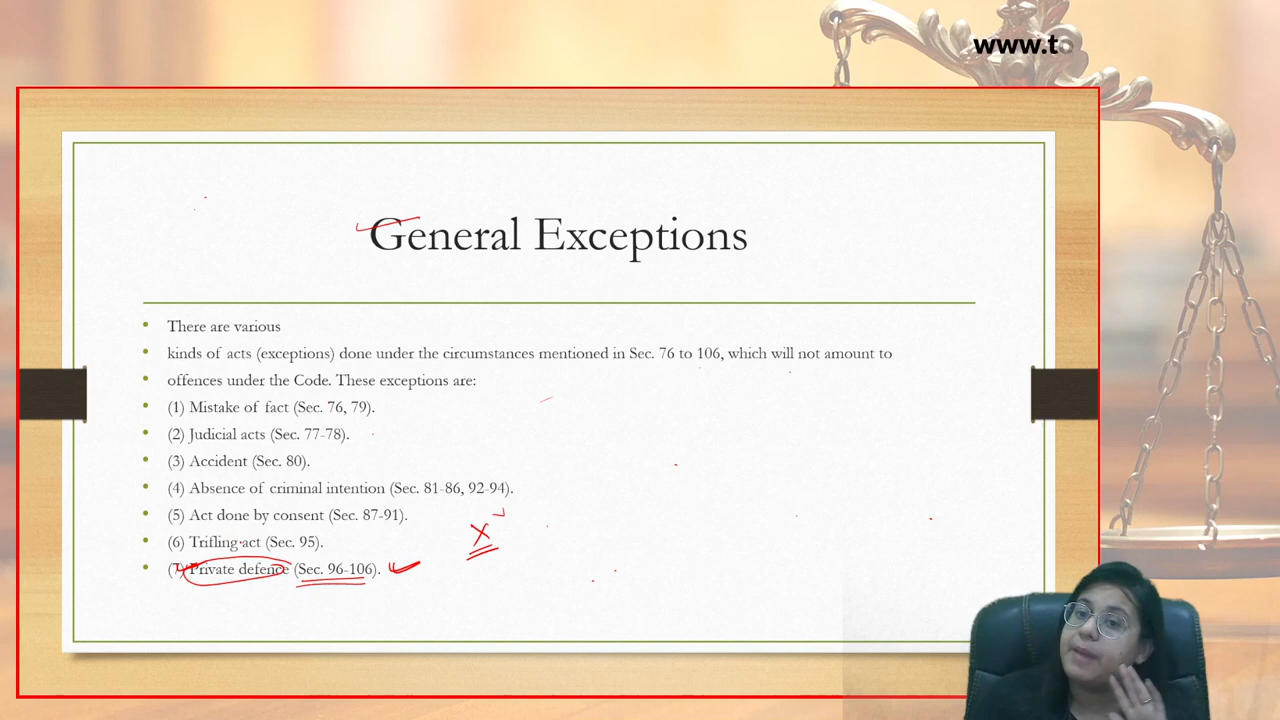 www.to
General Exceptions
There are various
kinds of acts (exceptions) done under the circumstances mentioned in Sec. 76 to 106, which will not amount to
offences under the Code. These exceptions are:
(1) Mistake of fact (Sec. 76, 79).
(2) Judicial acts (Sec. 77-78).
(3) Accident (Sec. 80).
(4) Absence of criminal intention (Sec. 81-86, 92-94).
(5) Act done by consent (Sec. 87-91).
X
(6) Trifling act (Sec. 95).
(7) Private defence (Sec. 96-106).